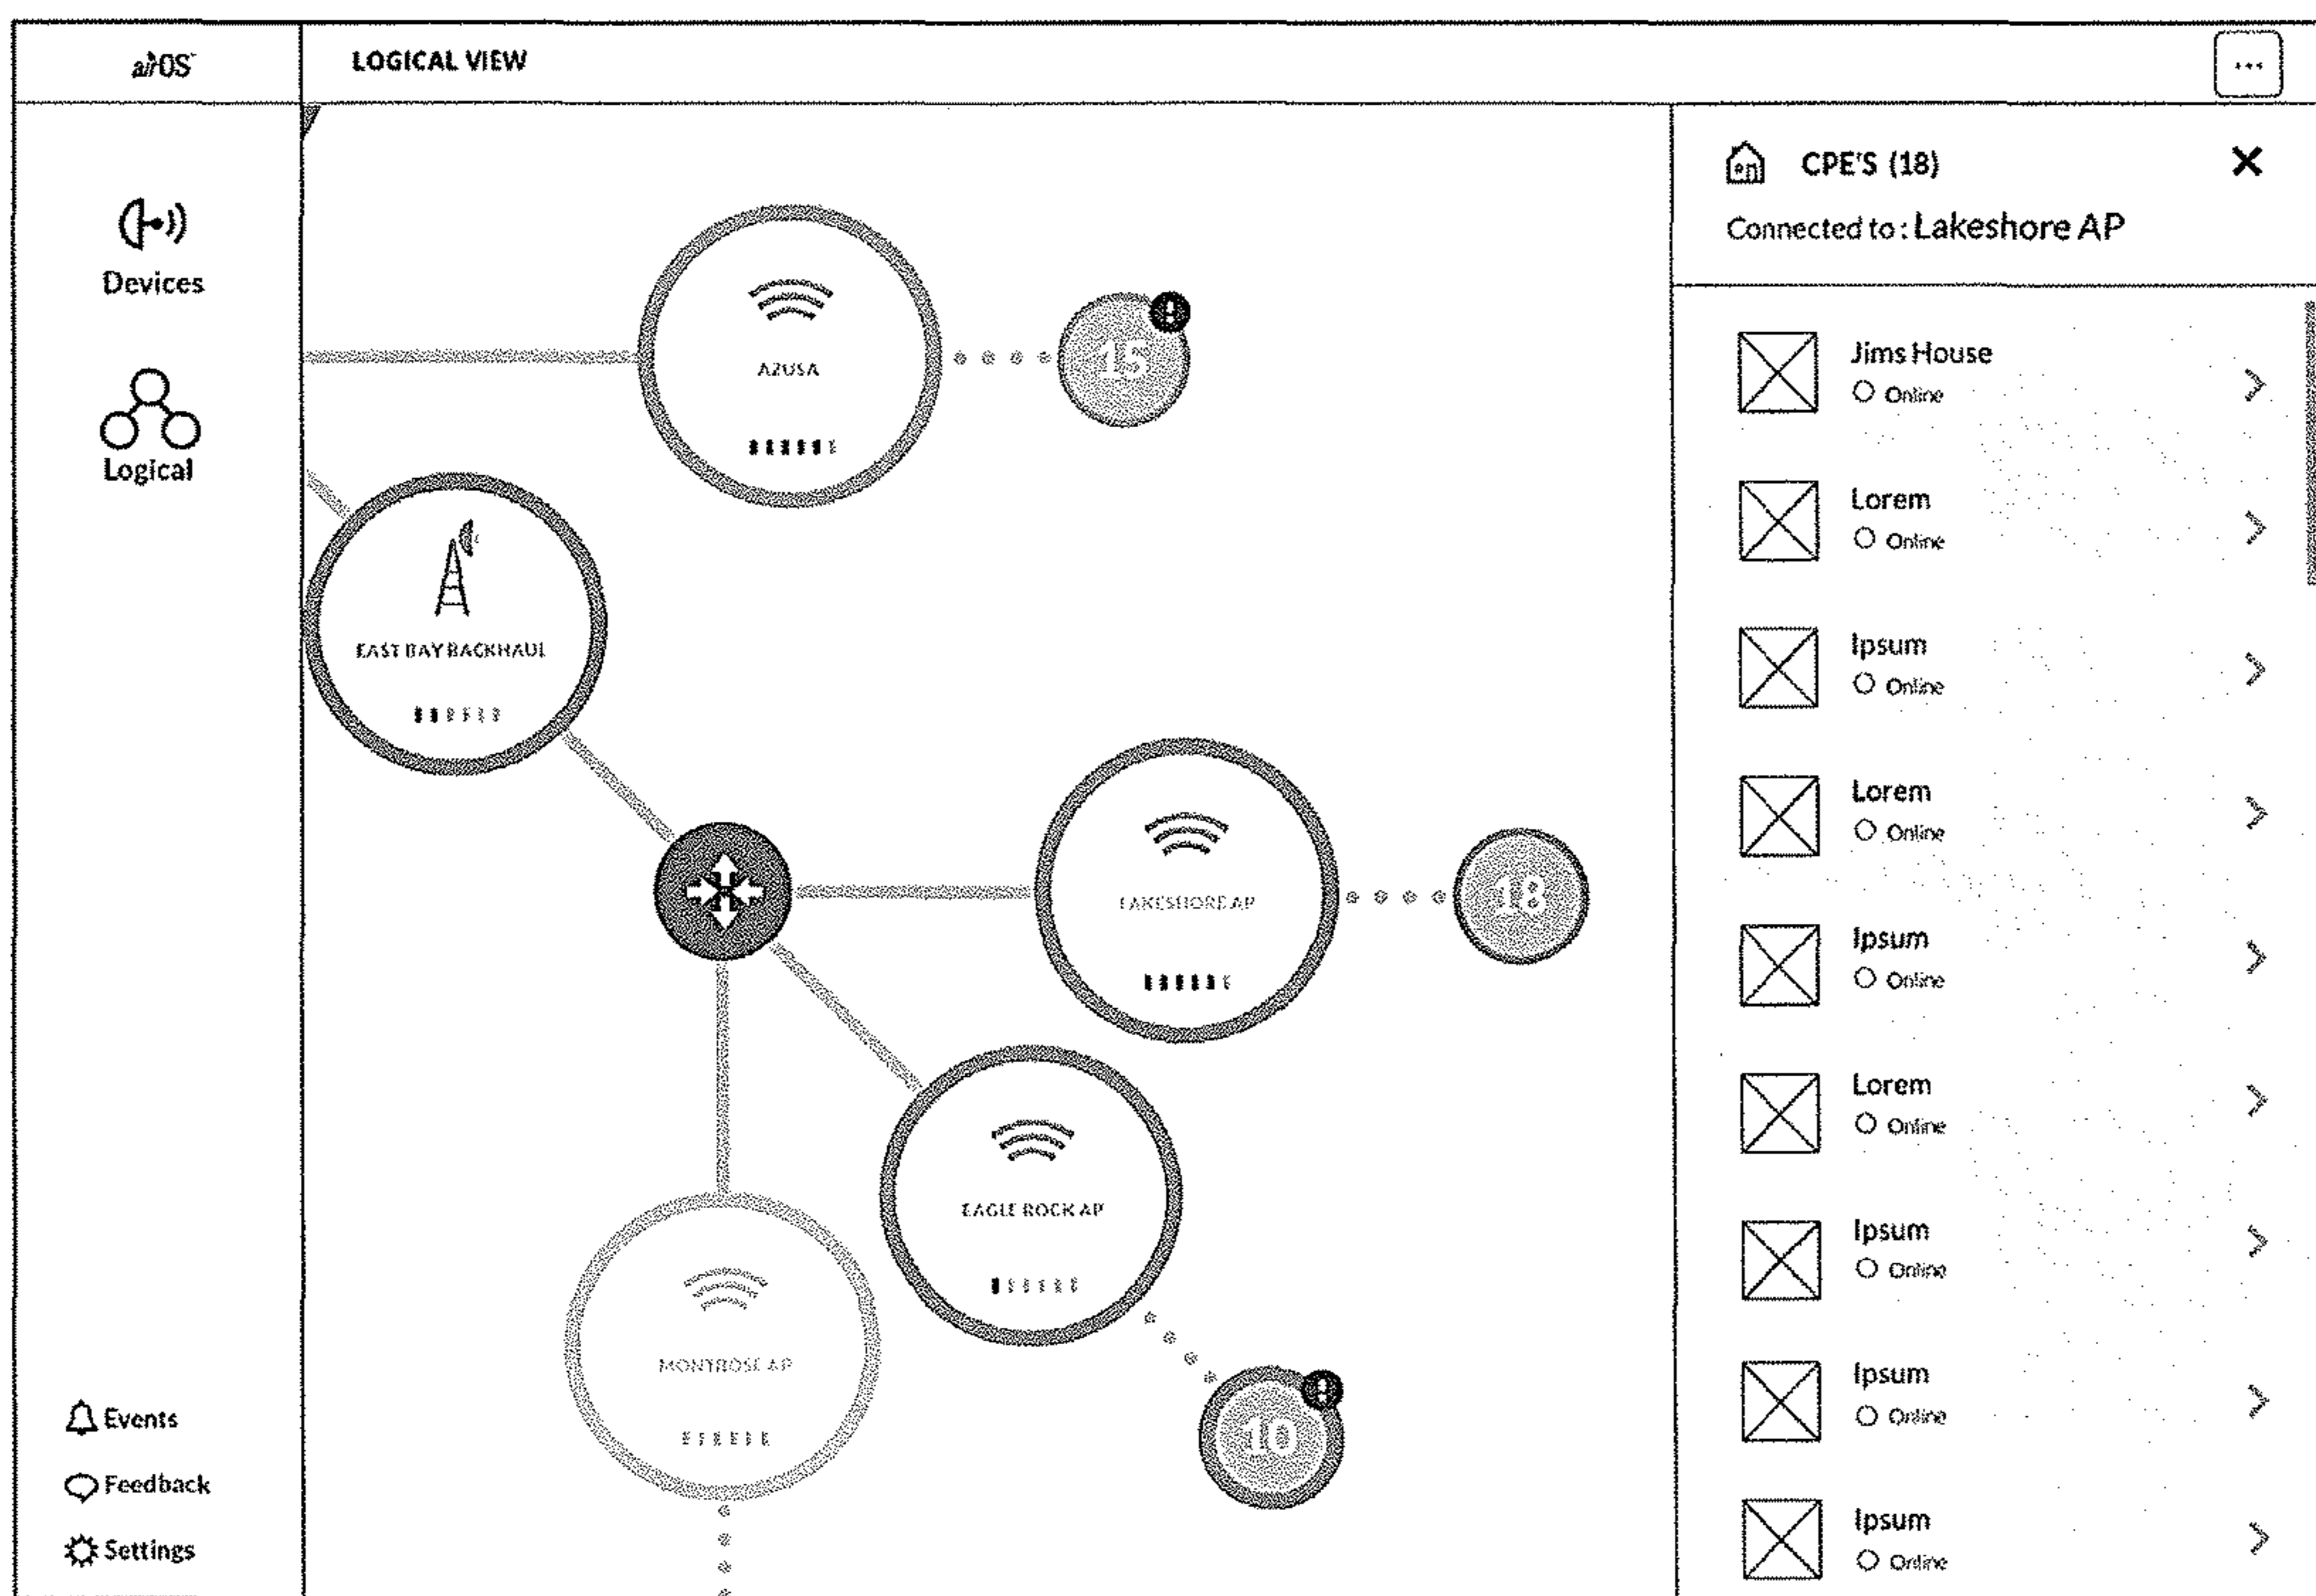 airOS
LOGICAL VIEW
...
Devices
Logical
Events
Feedback
Settings
AZUSA
15
EAST BAY BACKHAUL
LAKESHORE AP
18
EAGLE ROCK AP
10
MONTROSE AP
CPE'S (18)
Connected to: Lakeshore AP
Jims House
Online
Lorem
Online
Ipsum
Online
Lorem
Online
Ipsum
Online
Lorem
Online
Ipsum
Online
Ipsum
Online
Ipsum
Online